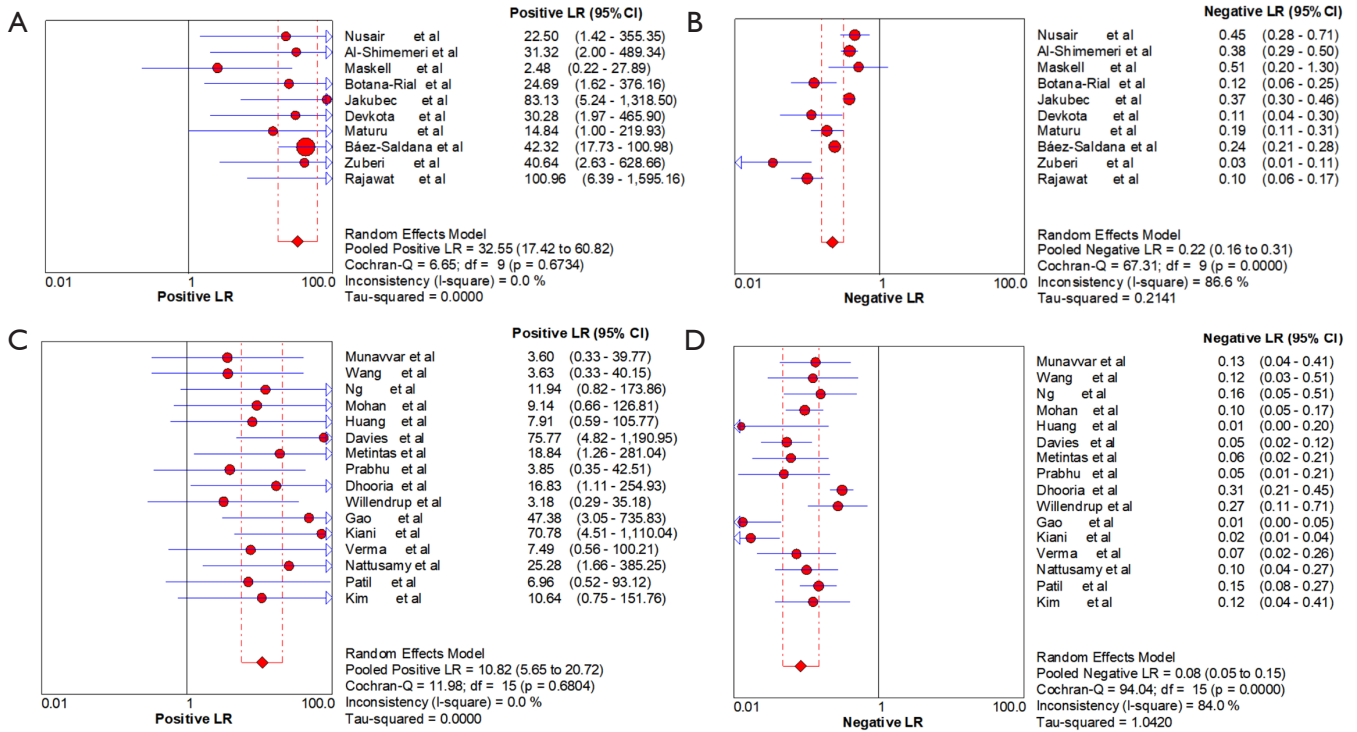 A
Positive LR (95% CI)
Nusair et al 22.50 (1.42 - 355.35)
Al-Shimemeri et al 31.32 (2.00 - 489.34)
Maskell et al 2.48 (0.22 - 27.89)
Botana-Rial et al 24.69 (1.62 - 376.16)
Jakubec et al 83.13 (5.24 - 1,318.50)
Devkota et al 30.28 (1.97 - 465.90)
Maturu et al 14.84 (1.00 - 219.93)
Báez-Saldana et al 42.32 (17.73 - 100.98)
Zuberi et al 40.64 (2.63 - 628.66)
Rajawat et al 100.96 (6.39 - 1,595.16)
Random Effects Model
Pooled Positive LR = 32.55 (17.42 to 60.82)
Cochran-Q = 6.65; df = 9 (p = 0.6734)
Inconsistency (I-square) = 0.0 %
Tau-squared = 0.0000
0.01 1 100.0
Positive LR
B
Negative LR (95% CI)
Nusair et al 0.45 (0.28 - 0.71)
Al-Shimemeri et al 0.38 (0.29 - 0.50)
Maskell et al 0.51 (0.20 - 1.30)
Botana-Rial et al 0.12 (0.06 - 0.25)
Jakubec et al 0.37 (0.30 - 0.46)
Devkota et al 0.11 (0.04 - 0.30)
Maturu et al 0.19 (0.11 - 0.31)
Báez-Saldana et al 0.24 (0.21 - 0.28)
Zuberi et al 0.03 (0.01 - 0.11)
Rajawat et al 0.10 (0.06 - 0.17)
Random Effects Model
Pooled Negative LR = 0.22 (0.16 to 0.31)
Cochran-Q = 67.31; df = 9 (p = 0.0000)
Inconsistency (I-square) = 86.6 %
Tau-squared = 0.2141
0.01 1 100.0
Negative LR
C
Positive LR (95% CI)
Munavvar et al 3.60 (0.33 - 39.77)
Wang et al 3.63 (0.33 - 40.15)
Ng et al 11.94 (0.82 - 173.86)
Mohan et al 9.14 (0.66 - 126.81)
Huang et al 7.91 (0.59 - 105.77)
Davies et al 75.77 (4.82 - 1,190.95)
Metintas et al 18.84 (1.26 - 281.04)
Prabhu et al 3.85 (0.35 - 42.51)
Dhooria et al 16.83 (1.11 - 254.93)
Willendrup et al 3.18 (0.29 - 35.18)
Gao et al 47.38 (3.05 - 735.83)
Kiani et al 70.78 (4.51 - 1,110.04)
Verma et al 7.49 (0.56 - 100.21)
Nattusamy et al 25.28 (1.66 - 385.25)
Patil et al 6.96 (0.52 - 93.12)
Kim et al 10.64 (0.75 - 151.76)
Random Effects Model
Pooled Positive LR = 10.82 (5.65 to 20.72)
Cochran-Q = 11.98; df = 15 (p = 0.6804)
Inconsistency (I-square) = 0.0 %
Tau-squared = 0.0000
0.01 1 100.0
Positive LR
D
Negative LR (95% CI)
Munavvar et al 0.13 (0.04 - 0.41)
Wang et al 0.12 (0.03 - 0.51)
Ng et al 0.16 (0.05 - 0.51)
Mohan et al 0.10 (0.05 - 0.17)
Huang et al 0.01 (0.00 - 0.20)
Davies et al 0.05 (0.02 - 0.12)
Metintas et al 0.06 (0.02 - 0.21)
Prabhu et al 0.05 (0.01 - 0.21)
Dhooria et al 0.31 (0.21 - 0.45)
Willendrup et al 0.27 (0.11 - 0.71)
Gao et al 0.01 (0.00 - 0.05)
Kiani et al 0.02 (0.01 - 0.04)
Verma et al 0.07 (0.02 - 0.26)
Nattusamy et al 0.10 (0.04 - 0.27)
Patil et al 0.15 (0.08 - 0.27)
Kim et al 0.12 (0.04 - 0.41)
Random Effects Model
Pooled Negative LR = 0.08 (0.05 to 0.15)
Cochran-Q = 94.04; df = 15 (p = 0.0000)
Inconsistency (I-square) = 84.0 %
Tau-squared = 1.0420
0.01 1 100.0
Negative LR